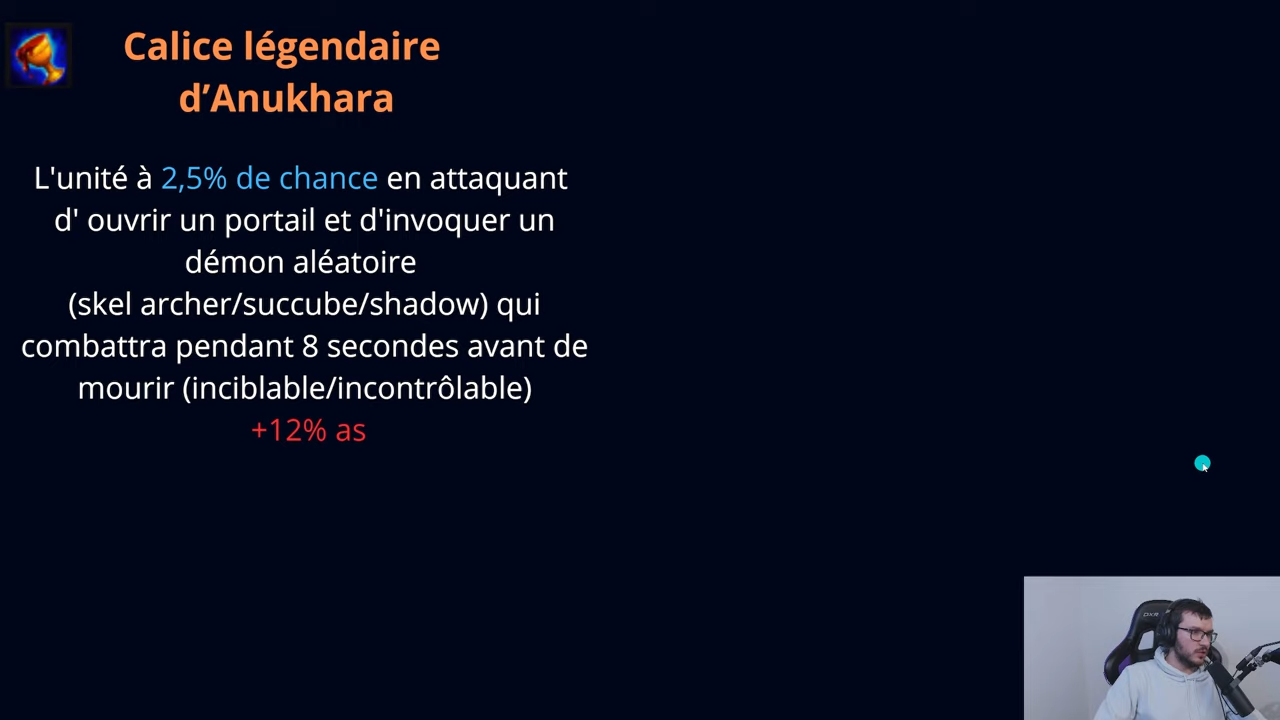 Calice légendaire
d’Anukhara
L'unité à 2,5% de chance en attaquant
d' ouvrir un portail et d'invoquer un
démon aléatoire
(skel archer/succube/shadow) qui
combattra pendant 8 secondes avant de
mourir (inciblable/incontrôlable)
+12% as
DXR